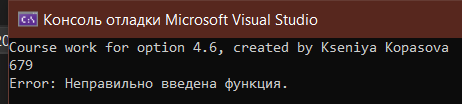 Консоль отладки Microsoft Visual Studio
Course work for option 4.6, created by Kseniya Kopasova
679
Error: Неправильно введена функция.